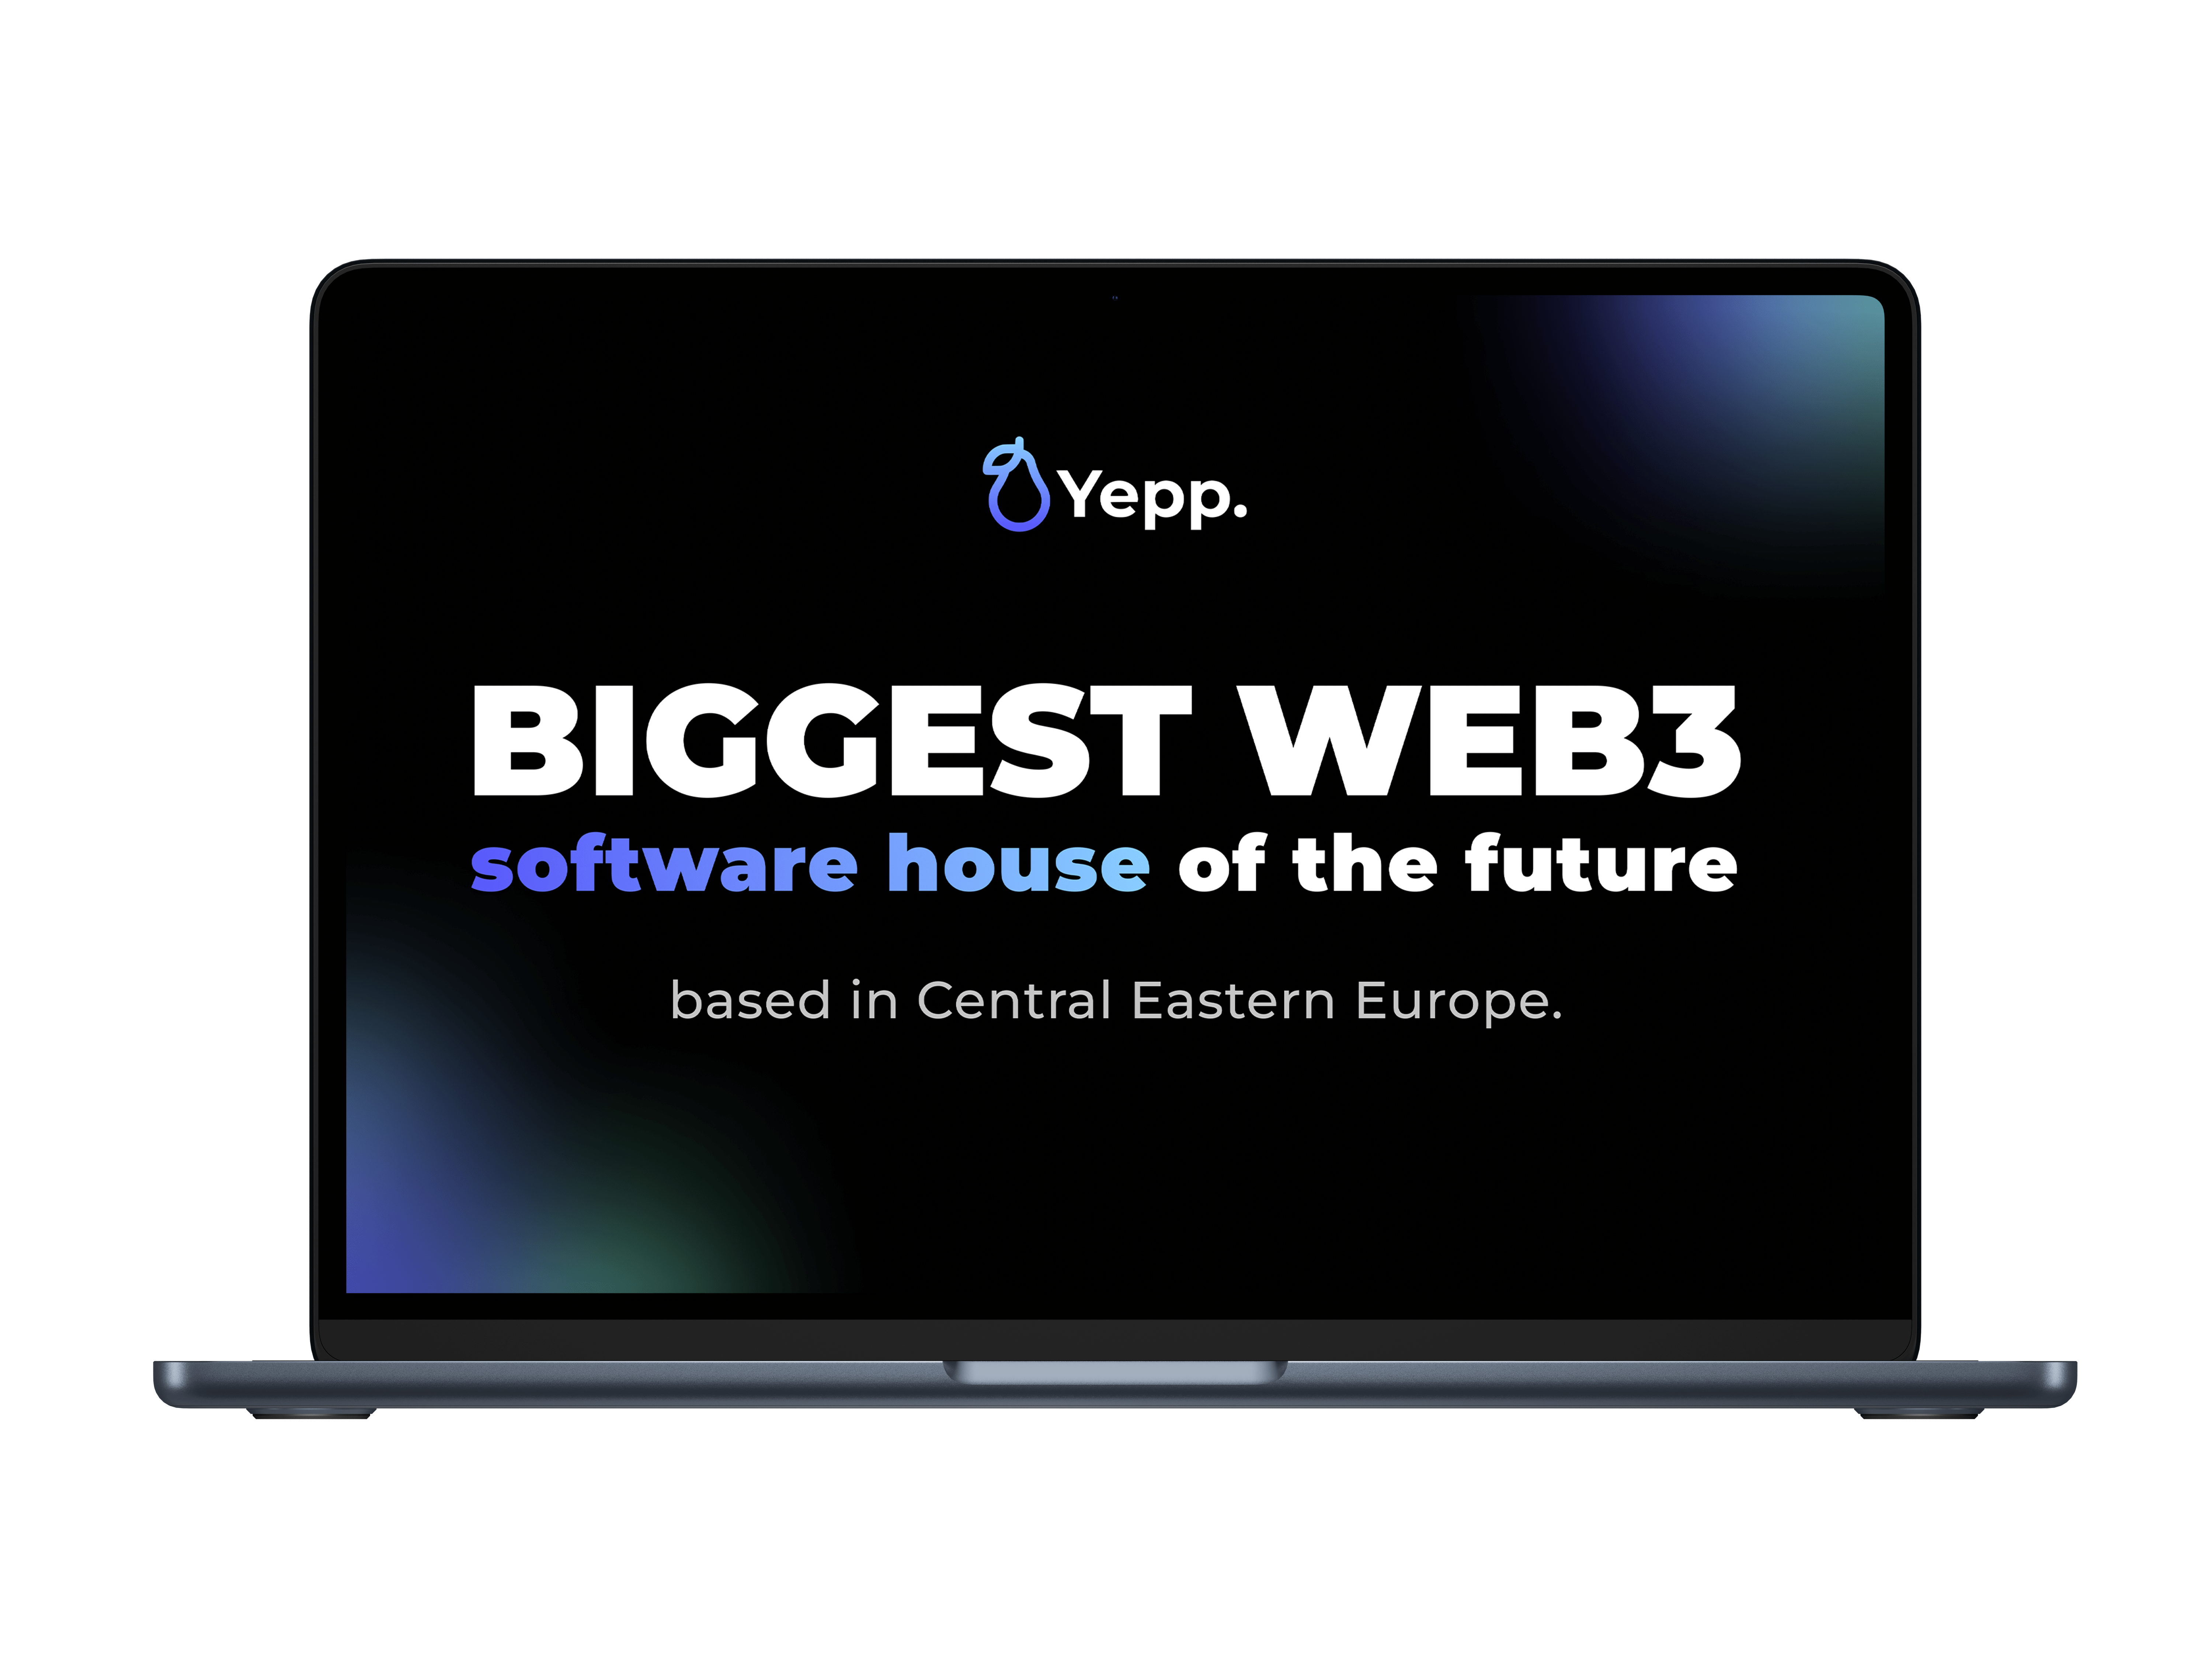 Yepp.
BIGGEST WEB3
software house of the future
based in Central Eastern Europe.